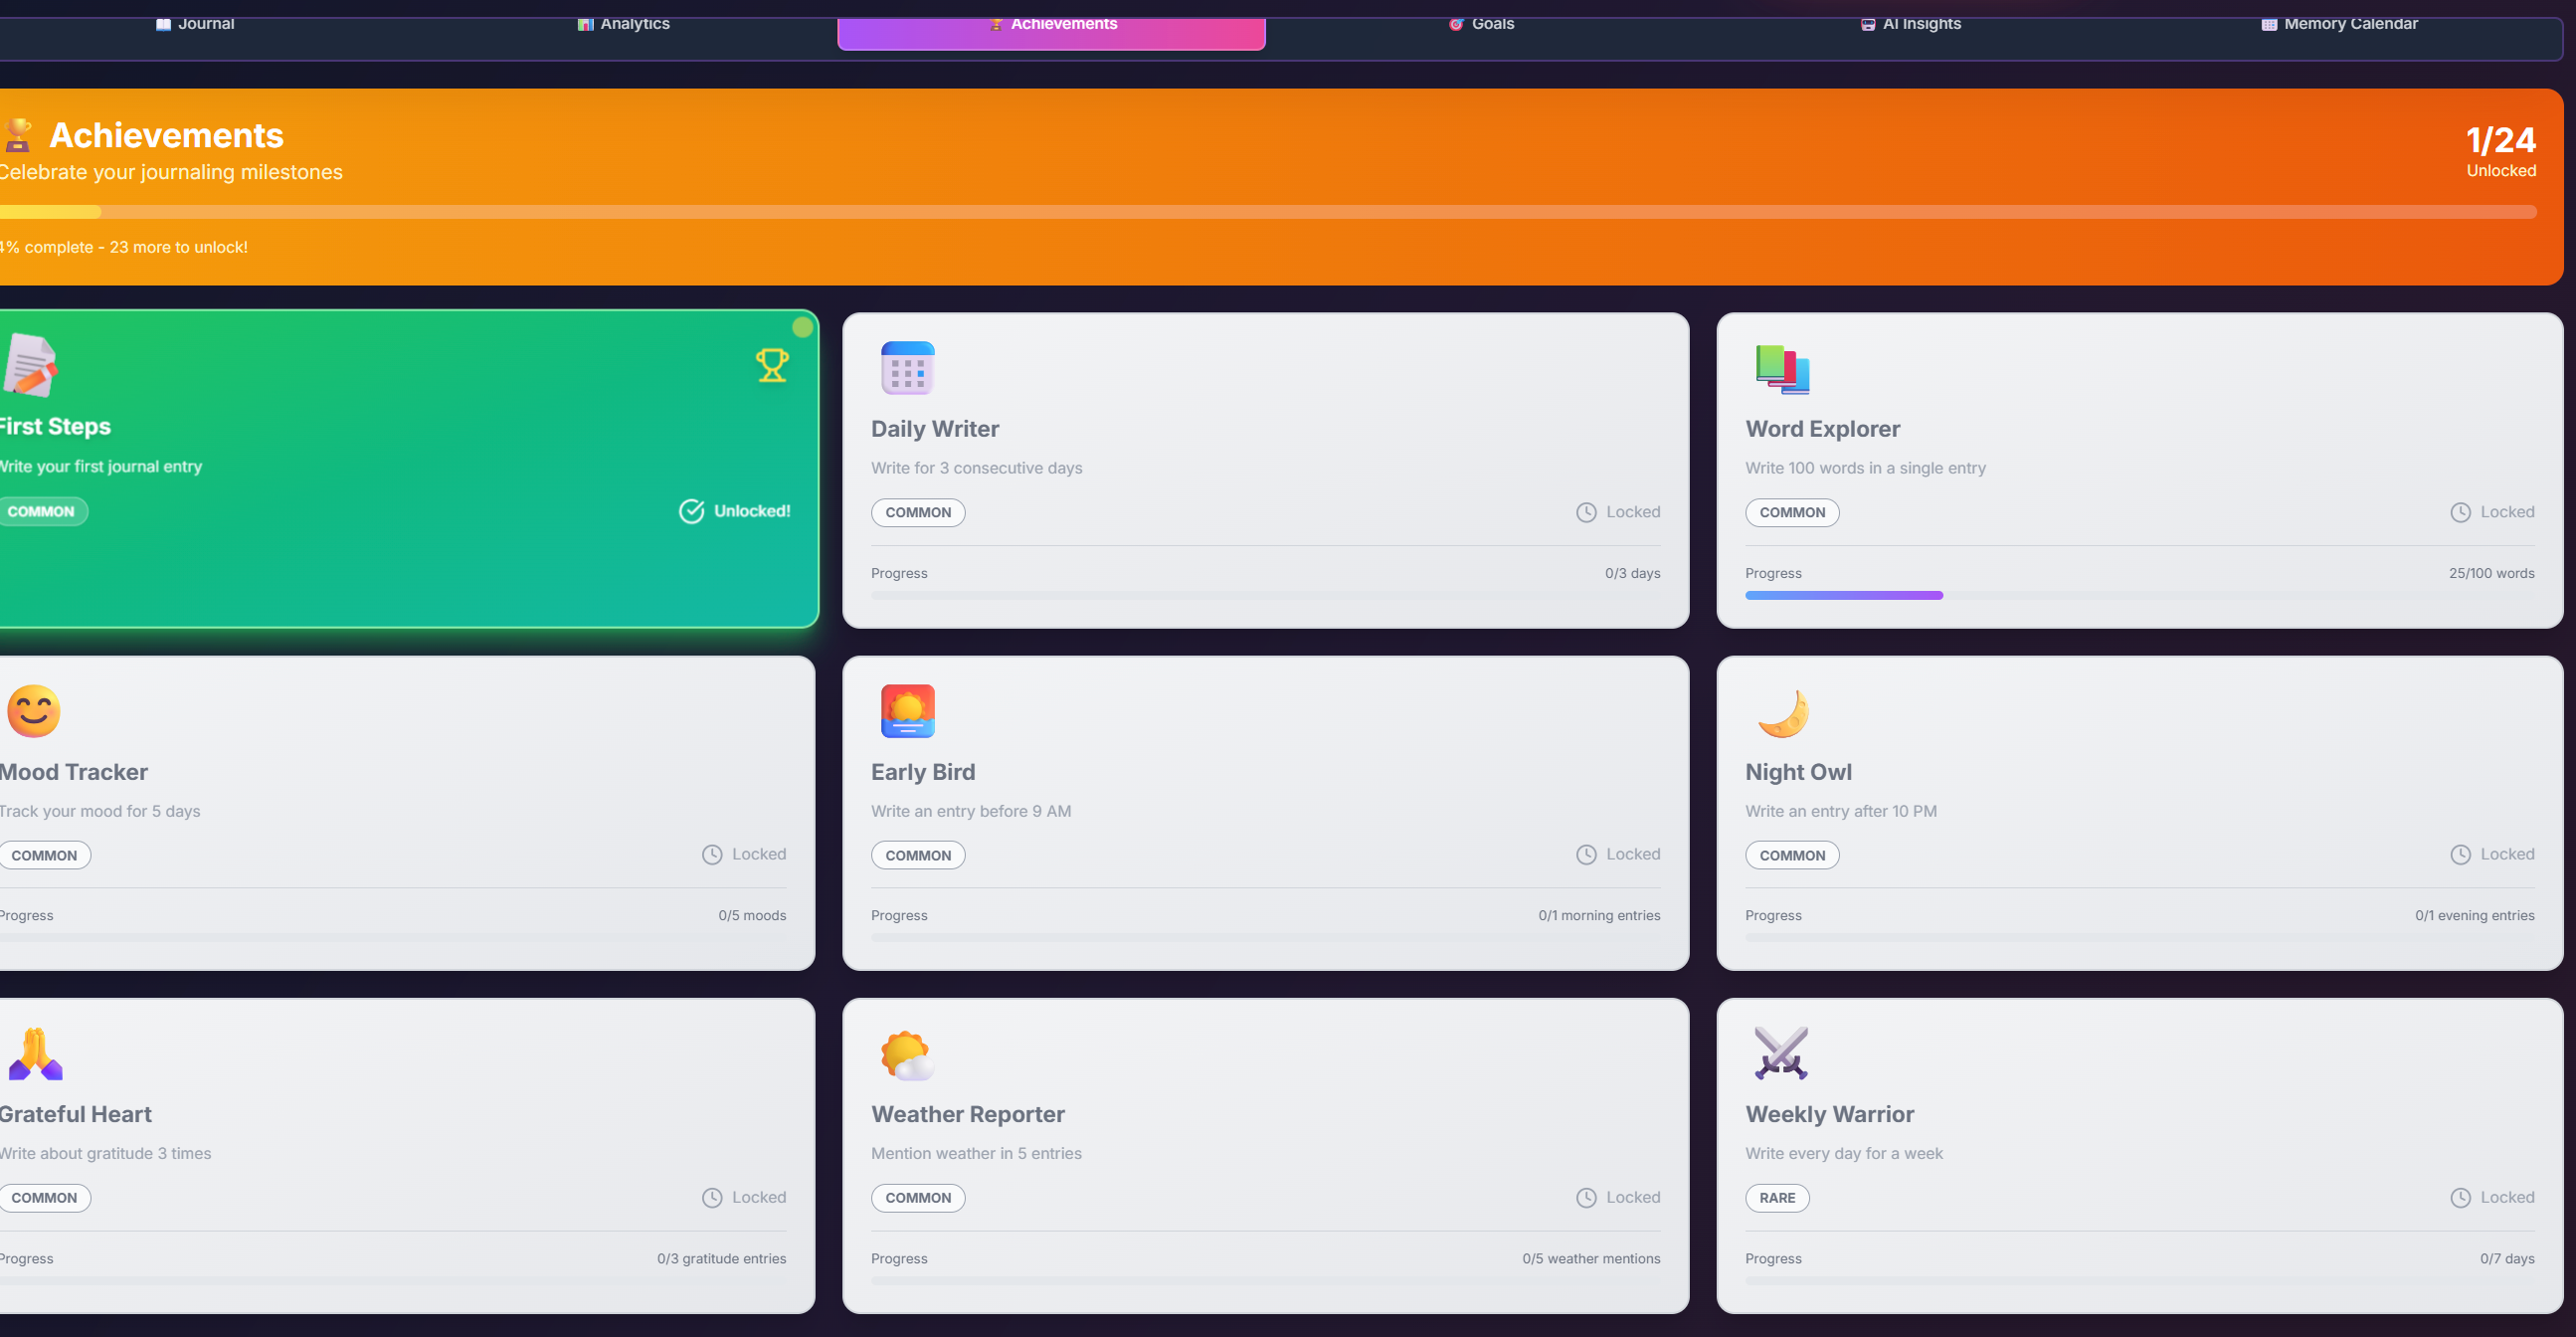 Journal
Analytics
Achievements
Goals
AI Insights
Memory Calendar
Achievements
1/24
Celebrate your journaling milestones
Unlocked
4% complete - 23 more to unlock!
First Steps
Write your first journal entry
COMMON
Unlocked!
Daily Writer
Write for 3 consecutive days
COMMON
Locked
Progress
0/3 days
Word Explorer
Write 100 words in a single entry
COMMON
Locked
Progress
25/100 words
Mood Tracker
Track your mood for 5 days
COMMON
Locked
Progress
0/5 moods
Early Bird
Write an entry before 9 AM
COMMON
Locked
Progress
0/1 morning entries
Night Owl
Write an entry after 10 PM
COMMON
Locked
Progress
0/1 evening entries
Grateful Heart
Write about gratitude 3 times
COMMON
Locked
Progress
0/3 gratitude entries
Weather Reporter
Mention weather in 5 entries
COMMON
Locked
Progress
0/5 weather mentions
Weekly Warrior
Write every day for a week
RARE
Locked
Progress
0/7 days